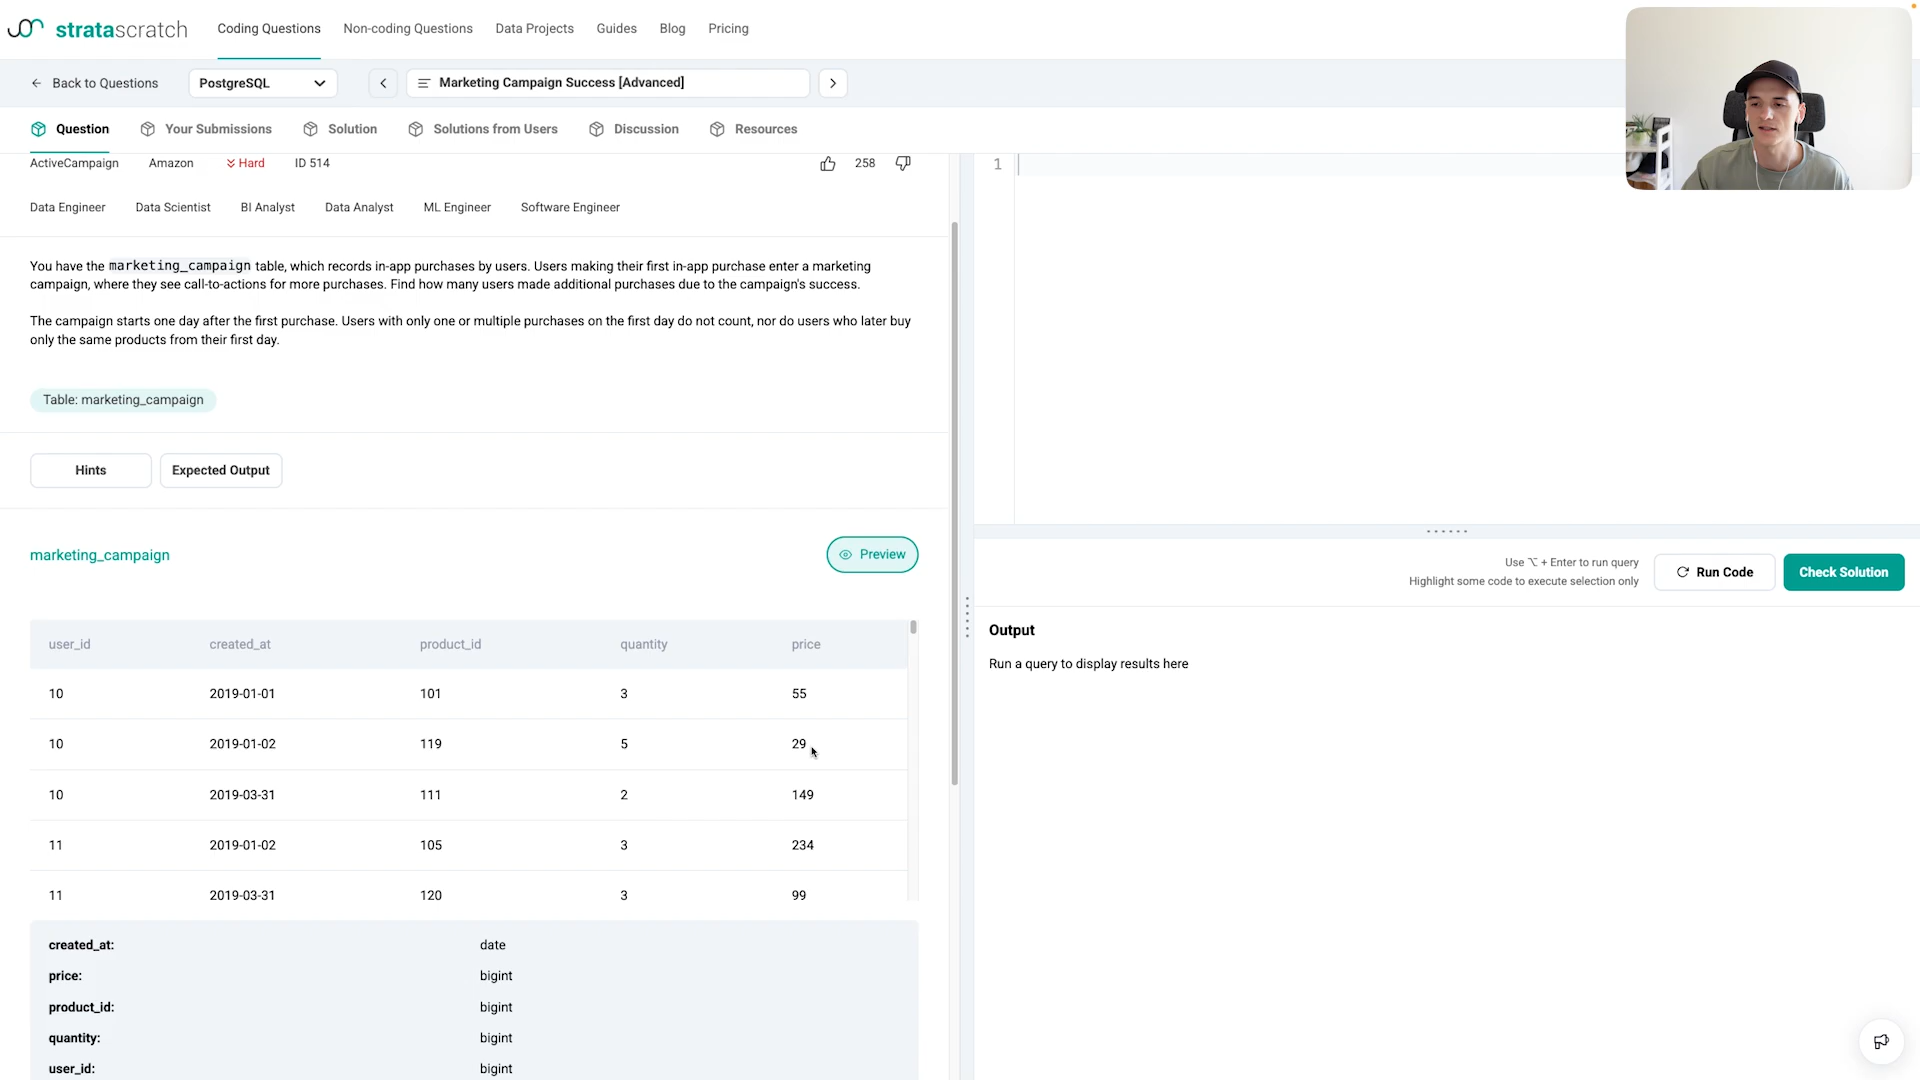 stratascratch
Coding Questions
Non-coding Questions
Data Projects
Guides
Blog
Pricing
Back to Questions
PostgreSQL
Marketing Campaign Success [Advanced]
Question
Your Submissions
Solution
Solutions from Users
Discussion
Resources
ActiveCampaign
Amazon
Hard
ID 514
258
Data Engineer
Data Scientist
BI Analyst
Data Analyst
ML Engineer
Software Engineer
You have the marketing_campaign table, which records in-app purchases by users. Users making their first in-app purchase enter a marketing
campaign, where they see call-to-actions for more purchases. Find how many users made additional purchases due to the campaign's success.
The campaign starts one day after the first purchase. Users with only one or multiple purchases on the first day do not count, nor do users who later buy
only the same products from their first day.
Table: marketing_campaign
Hints
Expected Output
marketing_campaign
Preview
user_id created_at product_id quantity price
10 2019-01-01 101 3 55
10 2019-01-02 119 5 29
10 2019-03-31 111 2 149
11 2019-01-02 105 3 234
11 2019-03-31 120 3 99
created_at: date
price: bigint
product_id: bigint
quantity: bigint
user_id: bigint
1
Use ⌥ + Enter to run query
Highlight some code to execute selection only
Run Code
Check Solution
Output
Run a query to display results here